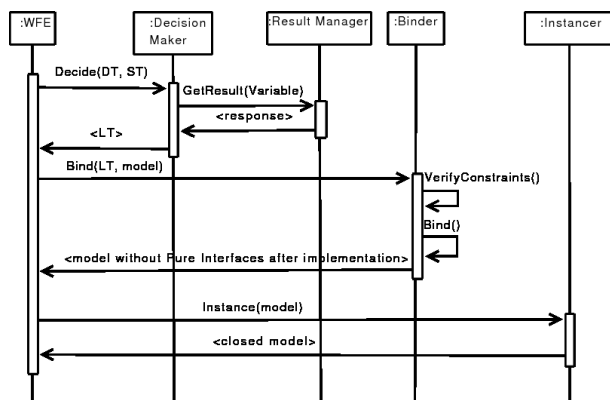 :WFE
:Decision
Maker
:Result Manager
:Binder
:Instancer
Decide(DT, ST)
GetResult(Variable)
<response>
<LT>
Bind(LT, model)
VerifyConstraints()
Bind()
<model without Pure Interfaces after implementation>
Instance(model)
<closed model>